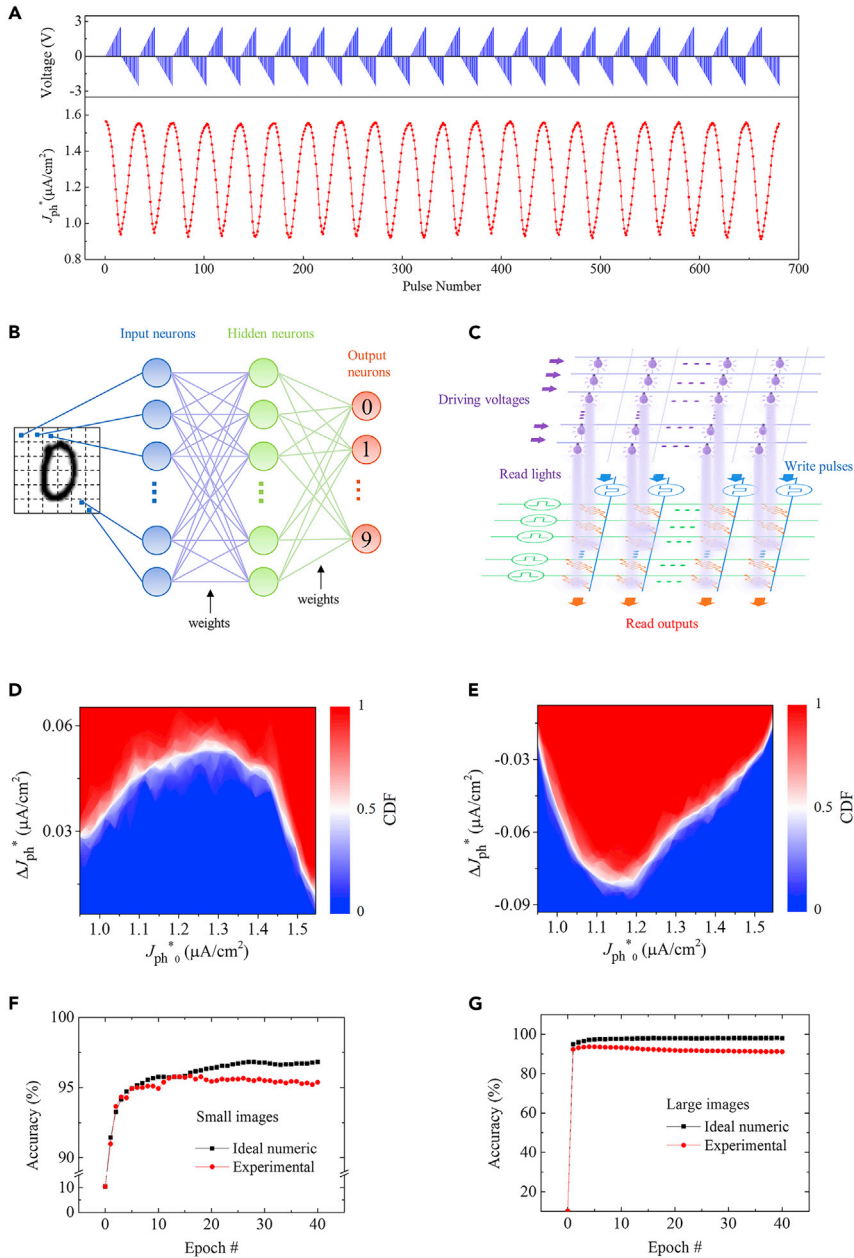 A
Voltage (V)
3
0
-3
J_ph* (μA/cm²)
1.6
1.4
1.2
1.0
0.8
0 100 200 300 400 500 600 700
Pulse Number
B
Input neurons
Hidden neurons
Output
neurons
0
1
9
weights
weights
C
Driving voltages
Read lights
Write pulses
Read outputs
D
ΔJ_ph* (μA/cm²)
0.06
0.03
1.0 1.1 1.2 1.3 1.4 1.5
J_ph*_0 (μA/cm²)
1
0.5
0
CDF
E
ΔJ_ph* (μA/cm²)
-0.03
-0.06
-0.09
1.0 1.1 1.2 1.3 1.4 1.5
J_ph*_0 (μA/cm²)
1
0.5
0
CDF
F
Accuracy (%)
100
95
90
10
0
Small images
Ideal numeric
Experimental
0 10 20 30 40
Epoch #
G
Accuracy (%)
100
80
60
40
20
Large images
Ideal numeric
Experimental
0 10 20 30 40
Epoch #